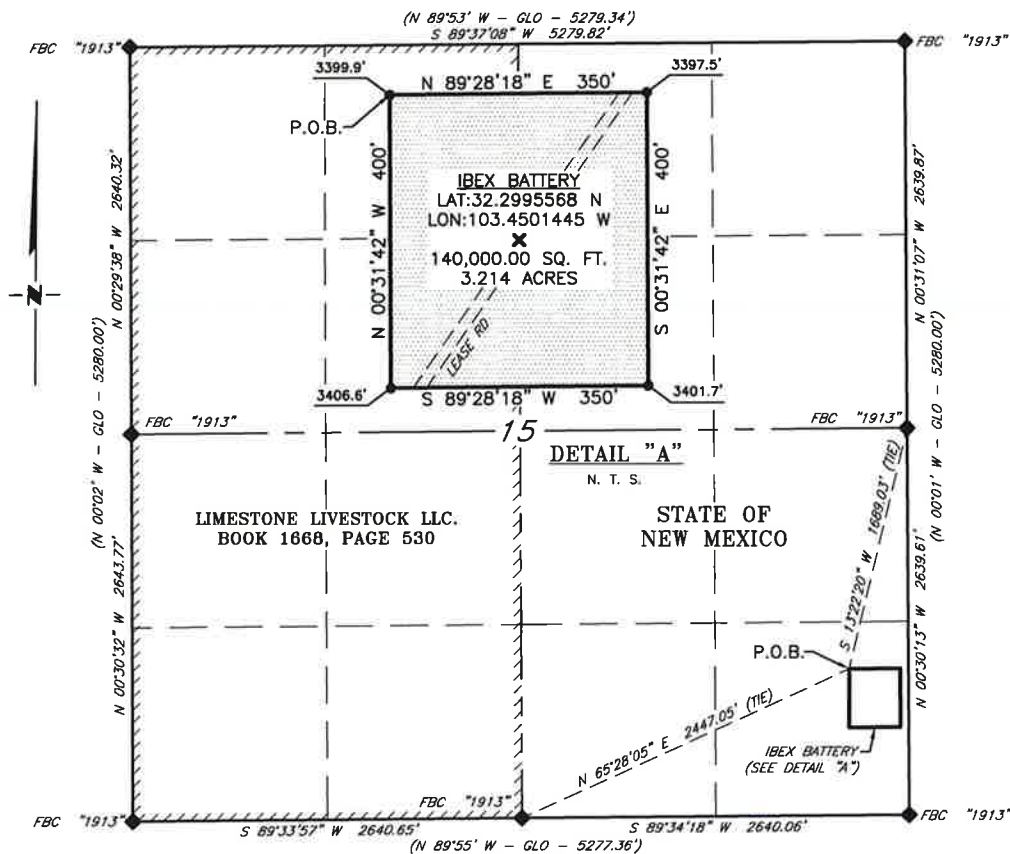 (N 89°53' W – GLO – 5279.34')
S 89°37'08" W 5279.82'
FBC "1913"
FBC "1913"
3399.9'
N 89°28'18" E 350'
3397.5'
P.O.B.
N 00°31'42" W 400'
S 00°31'42" E 400'
IBEX BATTERY
LAT:32.2995568 N
LON:103.4501445 W
X
140,000.00 SQ. FT.
3.214 ACRES
LEASE RD
N 00°29'38" W 2640.32'
N 00°31'07" W 2639.87'
N
(N 00°02' W – GLO – 5280.00')
(N 00°01' W – GLO – 5280.00')
3406.6'
S 89°28'18" W 350'
3401.7'
FBC "1913"
15
FBC "1913"
DETAIL "A"
N. T. S.
LIMESTONE LIVESTOCK LLC.
BOOK 1668, PAGE 530
STATE OF
NEW MEXICO
S 13°22'20" W 1689.03' (TIE)
N 00°30'32" W 2643.77'
N 00°30'13" W 2639.61'
P.O.B.
N 65°28'05" E 2447.05' (TIE)
IBEX BATTERY
(SEE DETAIL "A")
FBC "1913"
FBC "1913"
FBC "1913"
S 89°33'57" W 2640.65'
S 89°34'18" W 2640.06'
(N 89°55' W – GLO – 5277.36')